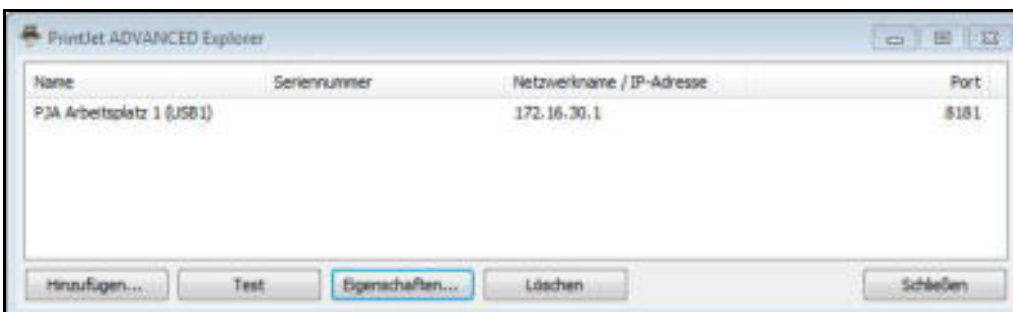 PrintJet ADVANCED Explorer
Name Seriennummer Netzwerkname / IP-Adresse Port
PJA Arbeitsplatz 1 (USB1) 172.16.30.1 8181
Hinzufügen... Test Eigenschaften... Löschen Schließen